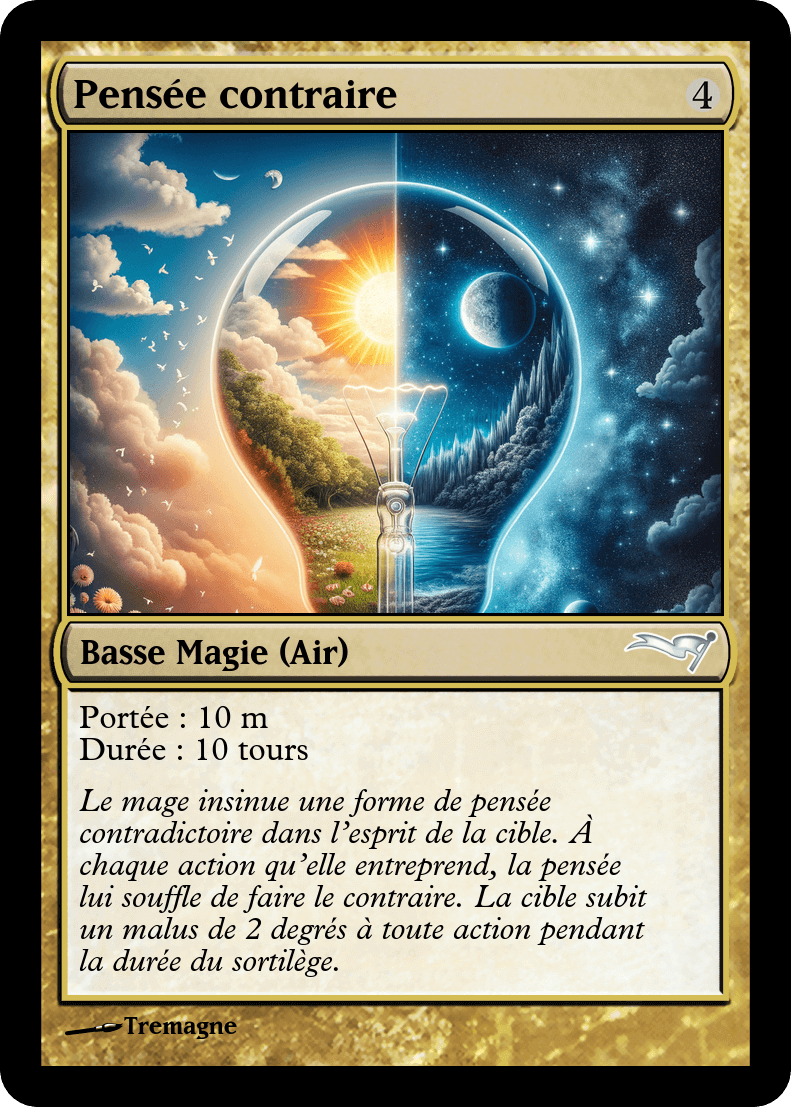 Pensée contraire
4
Basse Magie (Air)
Portée : 10 m
Durée : 10 tours
Le mage insinue une forme de pensée
contradictoire dans l'esprit de la cible. À
chaque action qu'elle entreprend, la pensée
lui souffle de faire le contraire. La cible subit
un malus de 2 degrés à toute action pendant
la durée du sortilège.
Tremagne